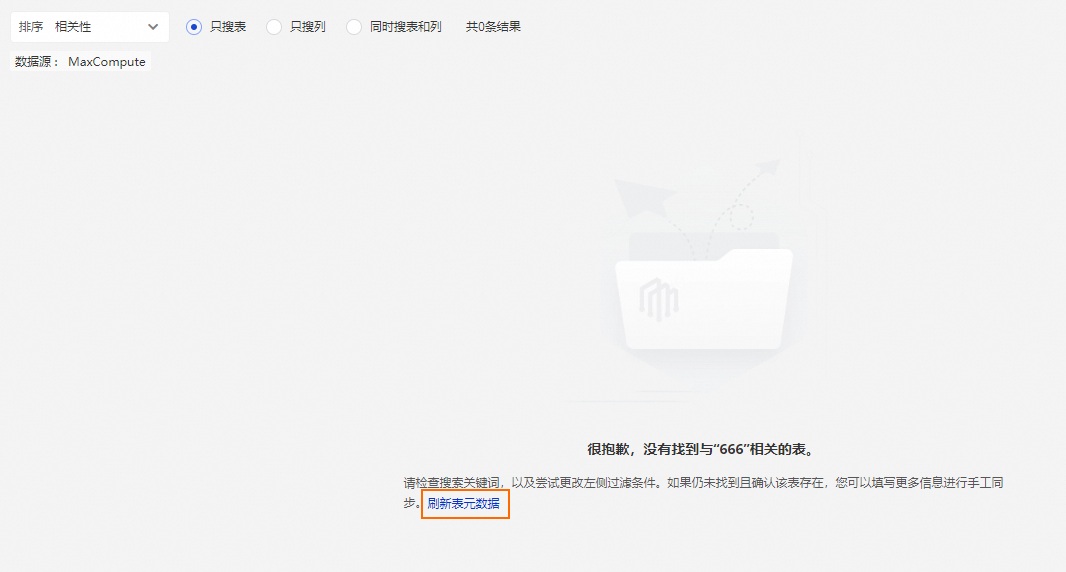 排序 相关性 只搜表 只搜列 同时搜表和列 共0条结果
数据源： MaxCompute
很抱歉，没有找到与“666”相关的表。
请检查搜索关键词，以及尝试更改左侧过滤条件。如果仍未找到且确认该表存在，您可以填写更多信息进行手工同
步。刷新表元数据